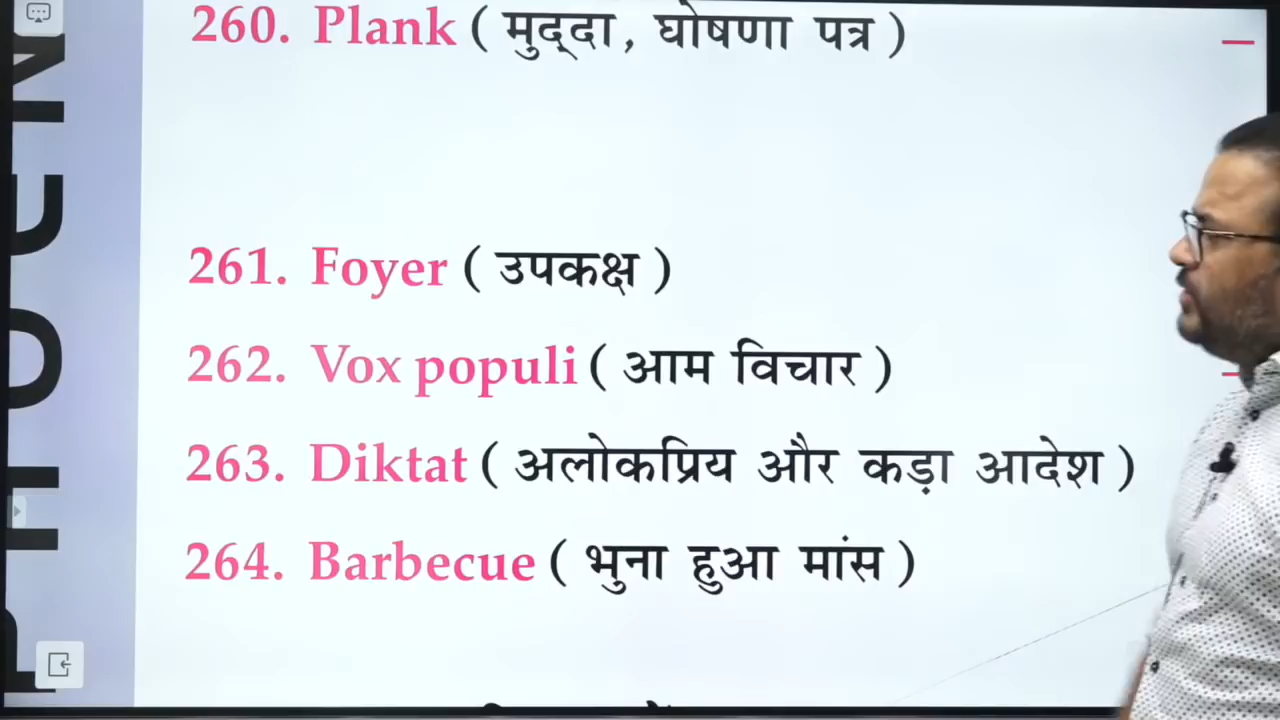 260. Plank ( मुद्‌दा, घोषणा पत्र )
261. Foyer ( उपकक्ष )
262. Vox populi ( आम विचार )
263. Diktat ( अलोकप्रिय और कड़ा आदेश )
264. Barbecue ( भुना हुआ मांस )